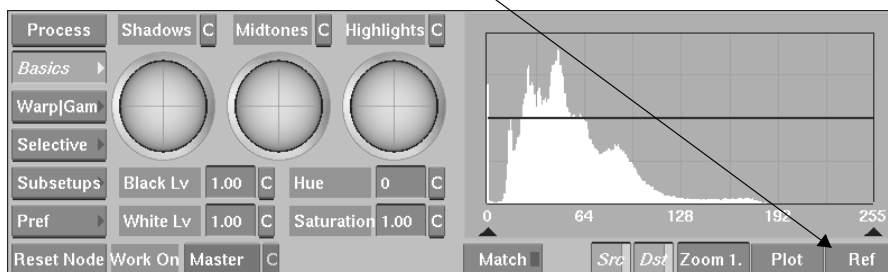 Process Shadows C Midtones C Highlights C
Basics
Warp|Gam
Selective
Subsetups Black Lv 1.00 C Hue 0 C
Pref White Lv 1.00 C Saturation 1.00 C
0 64 128 192 255
Reset Node Work On Master C Match Src Dst Zoom 1. Plot Ref